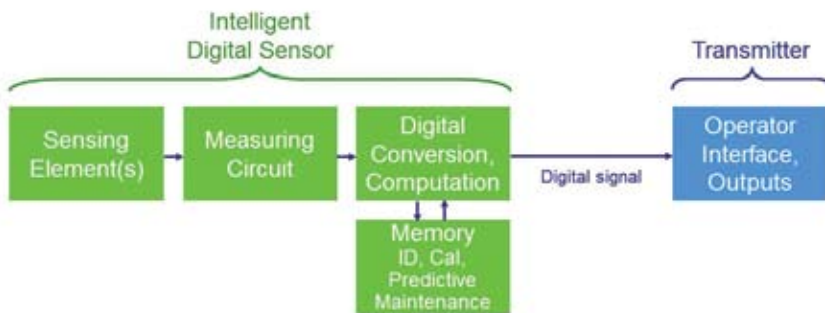 Intelligent
Digital Sensor
Transmitter
Sensing
Element(s)
Measuring
Circuit
Digital
Conversion,
Computation
Digital signal
Operator
Interface,
Outputs
Memory
ID, Cal,
Predictive
Maintenance